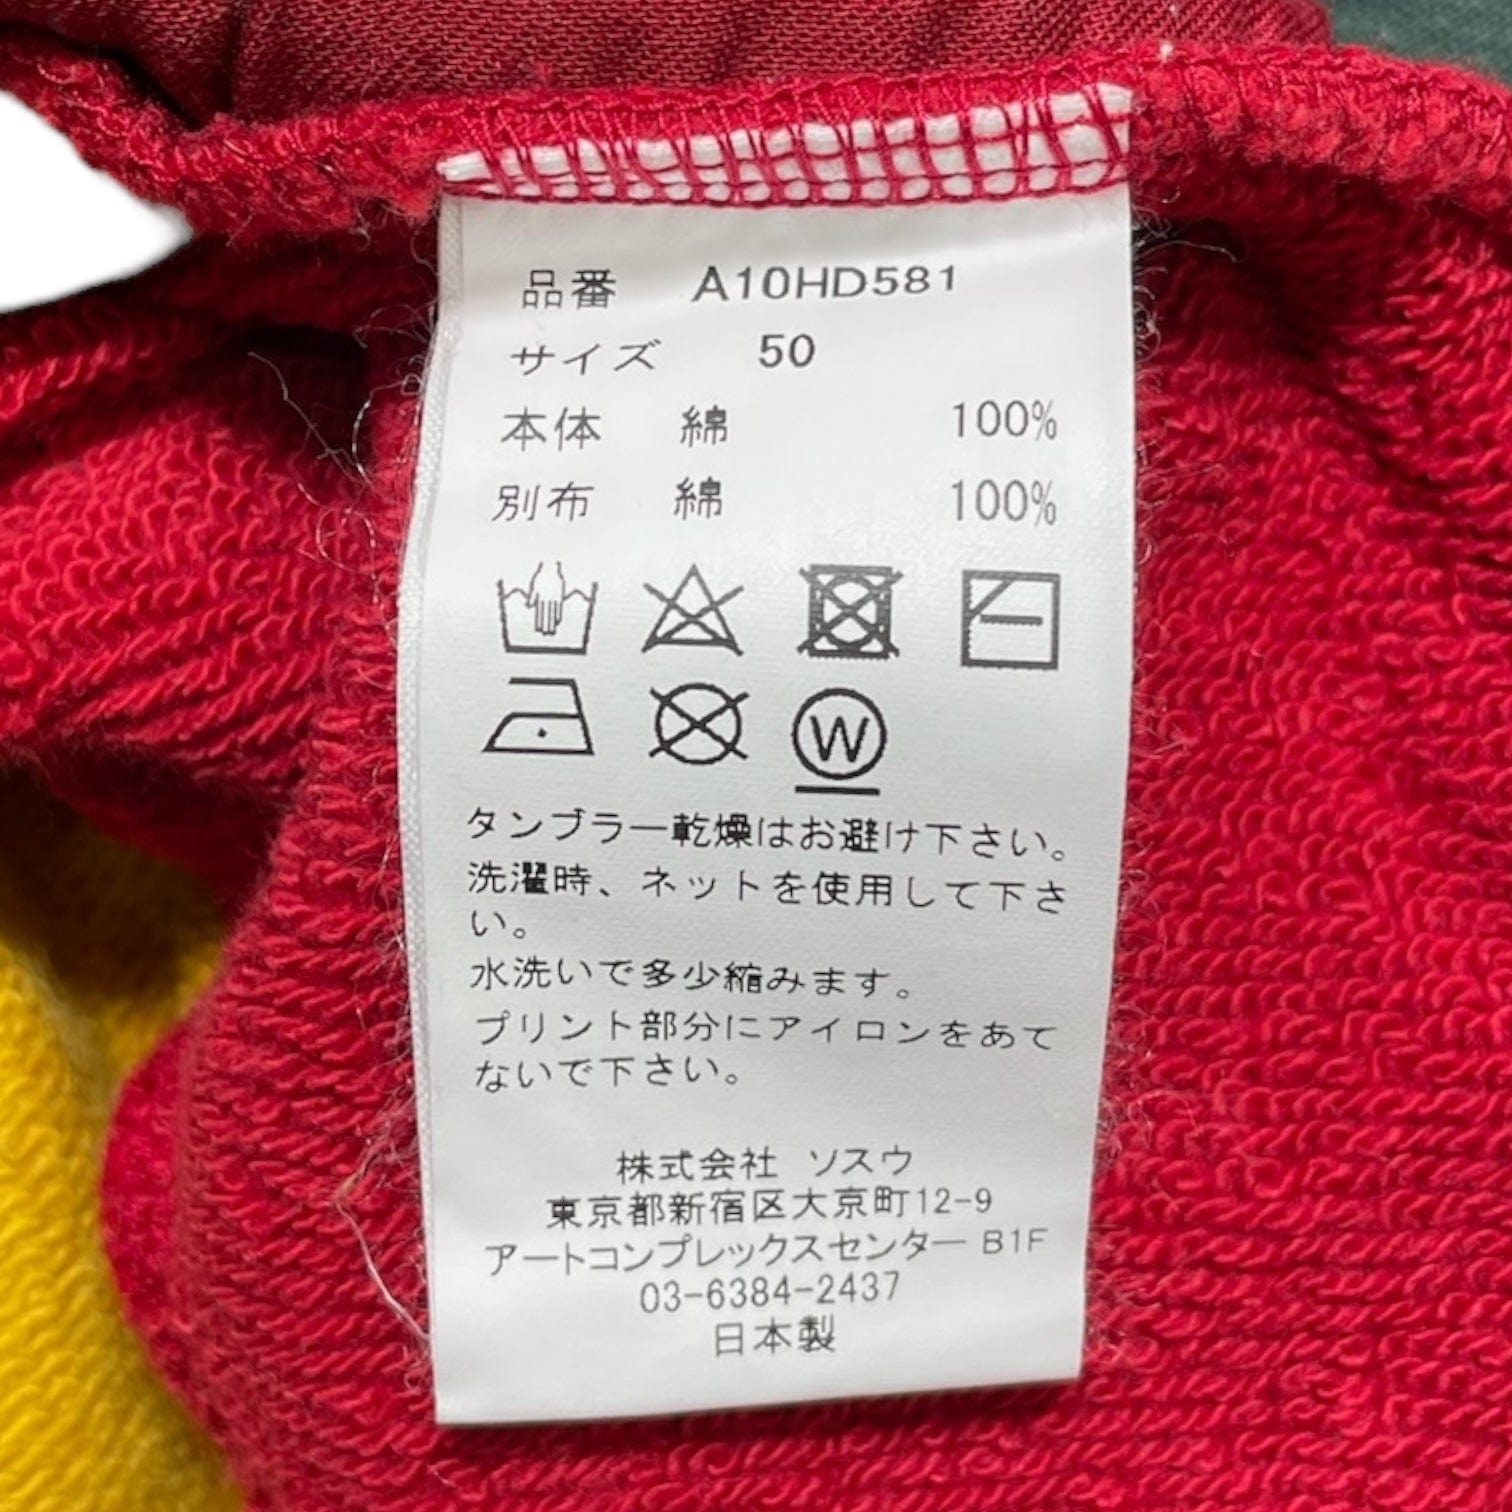 品番 A10HD581
サイズ 50
本体 綿 100%
別布 綿 100%
W
タンブラー乾燥はお避け下さい。
洗濯時、ネットを使用して下さ
い。
水洗いで多少縮みます。
プリント部分にアイロンをあて
ないで下さい。
株式会社 ソスウ
東京都新宿区大京町12-9
アートコンプレックスセンター B1F
03-6384-2437
日本製